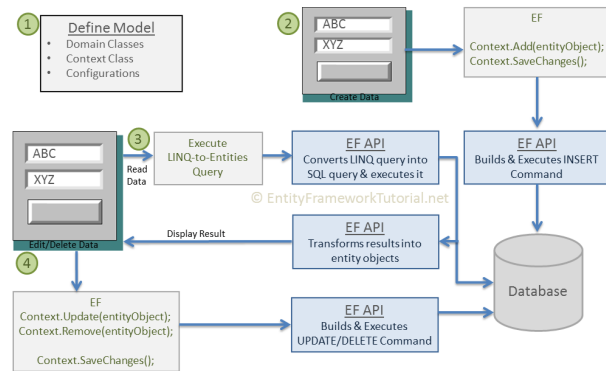 1
Define Model
• Domain Classes
• Context Class
• Configurations
2
ABC
XYZ
Create Data
EF
Context.Add(entityObject);
Context.SaveChanges();
3
ABC
XYZ
Edit/Delete Data
Read
Data
Execute
LINQ-to-Entities
Query
EF API
Converts LINQ query into
SQL query & executes it
EF API
Builds & Executes INSERT
Command
© EntityFrameworkTutorial.net
Display Result
EF API
Transforms results into
entity objects
Database
4
EF
Context.Update(entityObject);
Context.Remove(entityObject);
Context.SaveChanges();
EF API
Builds & Executes
UPDATE/DELETE Command